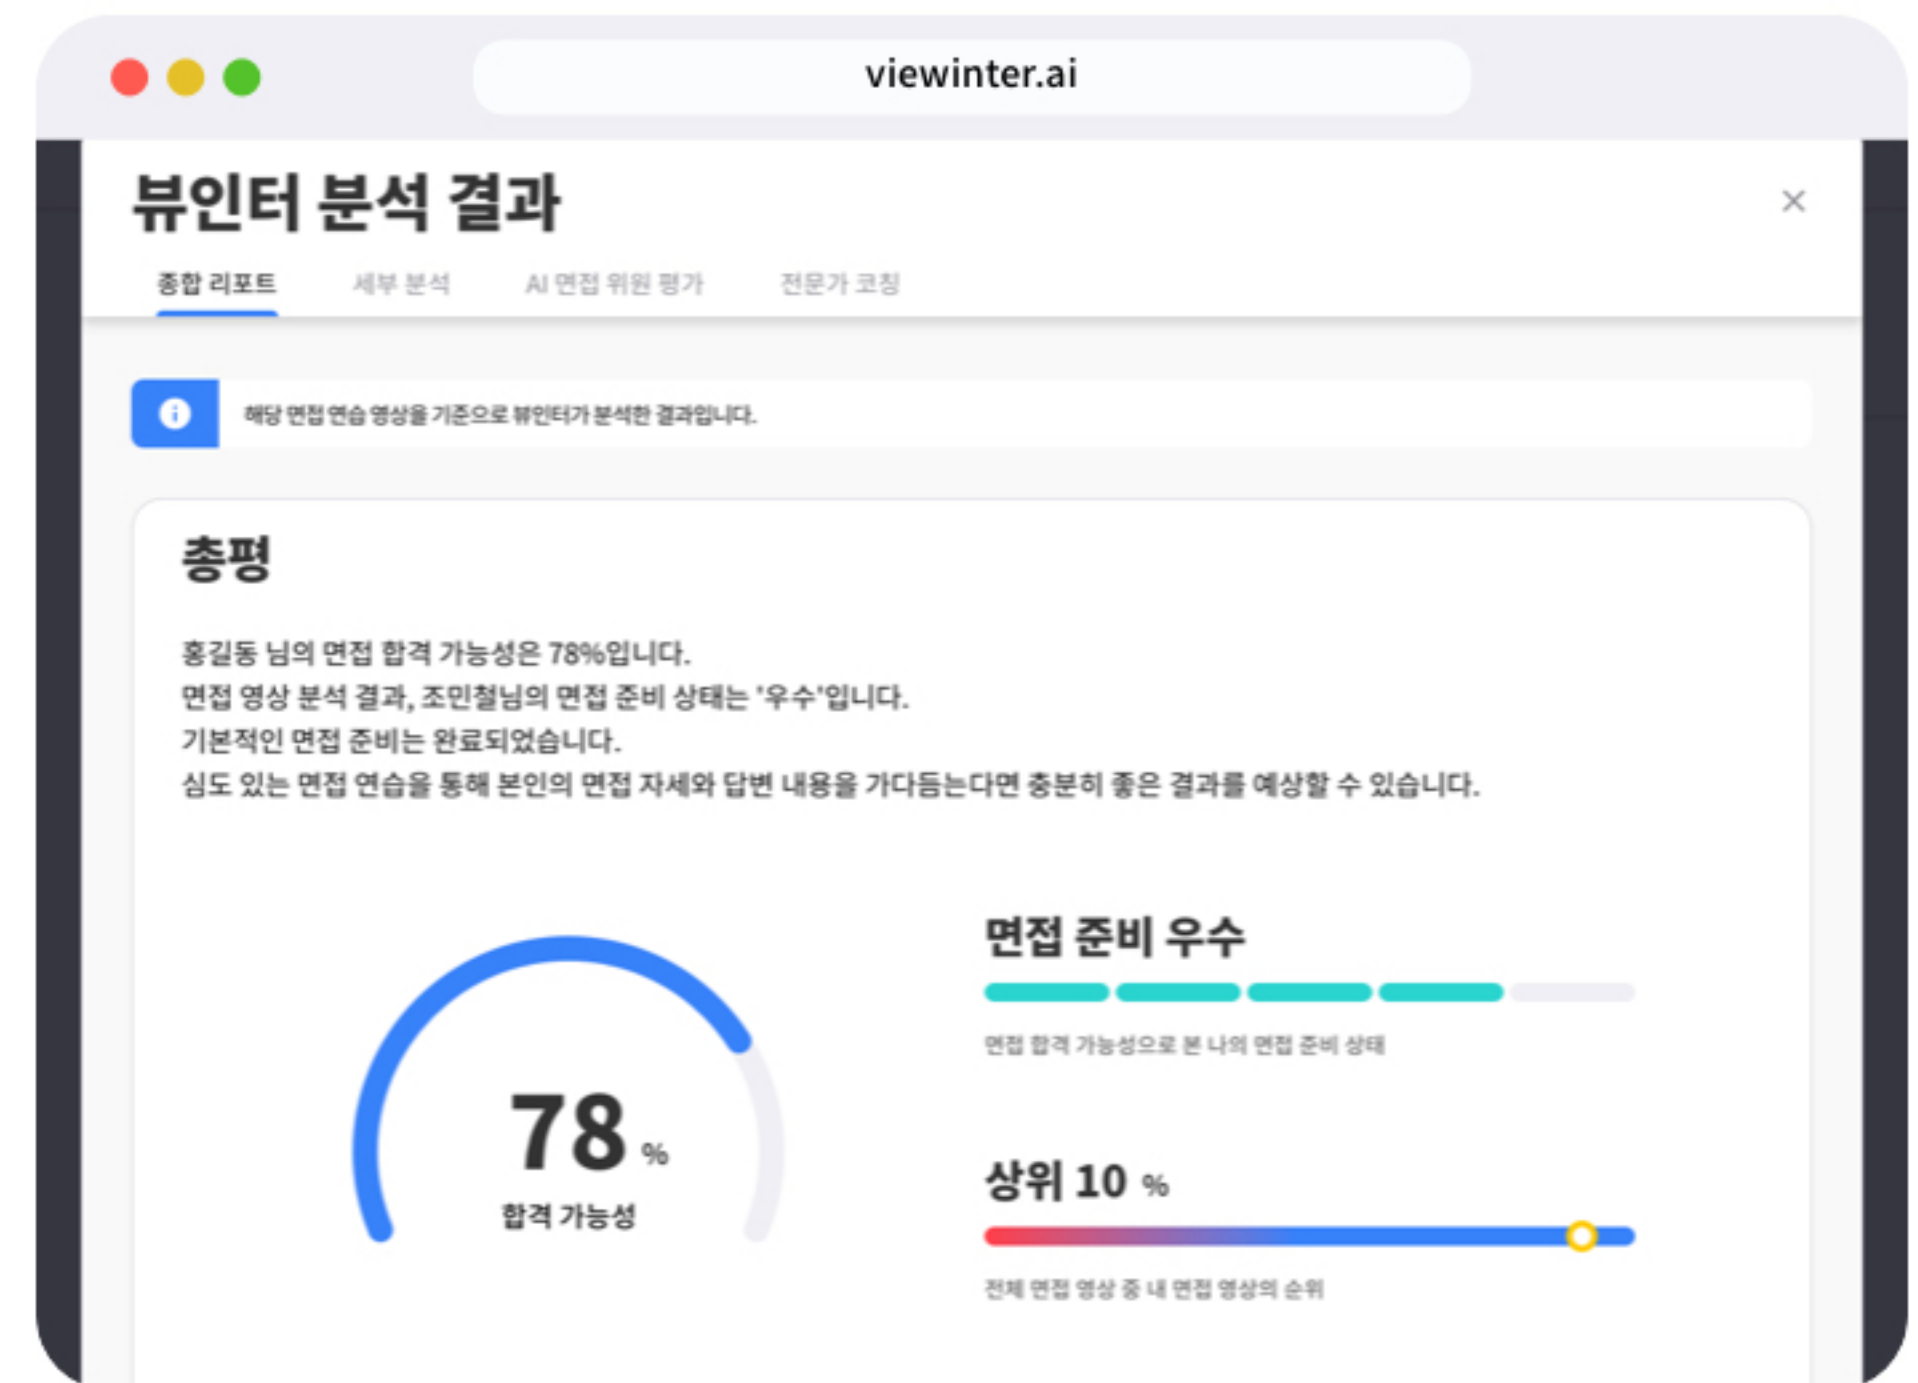 viewinter.ai
뷰인터 분석 결과
종합 리포트 세부 분석 AI 면접 위원 평가 전문가 코칭
해당 면접 연습 영상을 기준으로 뷰인터가 분석한 결과입니다.
총평
홍길동 님의 면접 합격 가능성은 78%입니다.
면접 영상 분석 결과, 조민철님의 면접 준비 상태는 '우수'입니다.
기본적인 면접 준비는 완료되었습니다.
심도 있는 면접 연습을 통해 본인의 면접 자세와 답변 내용을 가다듬는다면 충분히 좋은 결과를 예상할 수 있습니다.
78 %
합격 가능성
면접 준비 우수
면접 합격 가능성으로 본 나의 면접 준비 상태
상위 10 %
전체 면접 영상 중 내 면접 영상의 순위